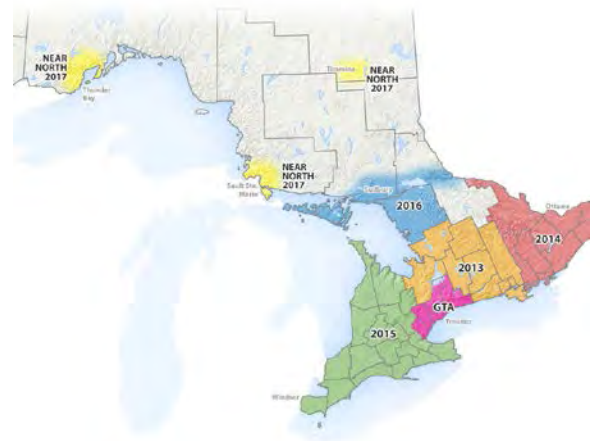 NEAR
NORTH
2017
Thunder
Bay
Timmins
NEAR
NORTH
2017
NEAR
NORTH
2017
Sault Ste.
Marie
Sudbury
2016
Ottawa
2014
2013
GTA
Toronto
2015
Windsor